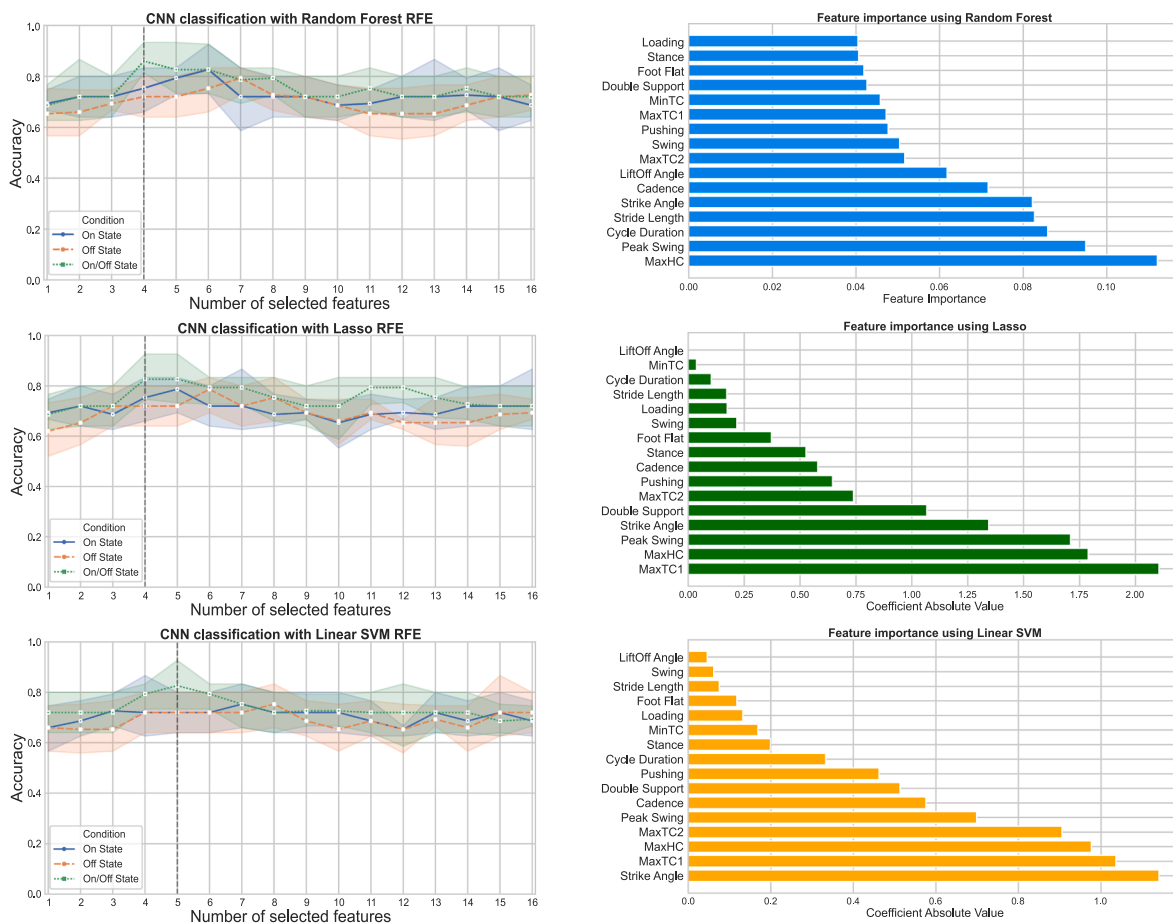 CNN classification with Random Forest RFE
1.0
0.8
0.6
0.4
0.2
0.0
Accuracy
Condition
On State
Off State
On/Off State
1 2 3 4 5 6 7 8 9 10 11 12 13 14 15 16
Number of selected features
Feature importance using Random Forest
Loading
Stance
Foot Flat
Double Support
MinTC
MaxTC1
Pushing
Swing
MaxTC2
LiftOff Angle
Cadence
Strike Angle
Stride Length
Cycle Duration
Peak Swing
MaxHC
0.00 0.02 0.04 0.06 0.08 0.10
Feature Importance
CNN classification with Lasso RFE
1.0
0.8
0.6
0.4
0.2
0.0
Accuracy
Condition
On State
Off State
On/Off State
1 2 3 4 5 6 7 8 9 10 11 12 13 14 15 16
Number of selected features
Feature importance using Lasso
LiftOff Angle
MinTC
Cycle Duration
Stride Length
Loading
Swing
Foot Flat
Stance
Cadence
Pushing
MaxTC2
Double Support
Strike Angle
Peak Swing
MaxHC
MaxTC1
0.00 0.25 0.50 0.75 1.00 1.25 1.50 1.75 2.00
Coefficient Absolute Value
CNN classification with Linear SVM RFE
1.0
0.8
0.6
0.4
0.2
0.0
Accuracy
Condition
On State
Off State
On/Off State
1 2 3 4 5 6 7 8 9 10 11 12 13 14 15 16
Number of selected features
Feature importance using Linear SVM
LiftOff Angle
Swing
Stride Length
Foot Flat
Loading
MinTC
Stance
Cycle Duration
Pushing
Double Support
Cadence
Peak Swing
MaxTC2
MaxHC
MaxTC1
Strike Angle
0.0 0.2 0.4 0.6 0.8 1.0
Coefficient Absolute Value